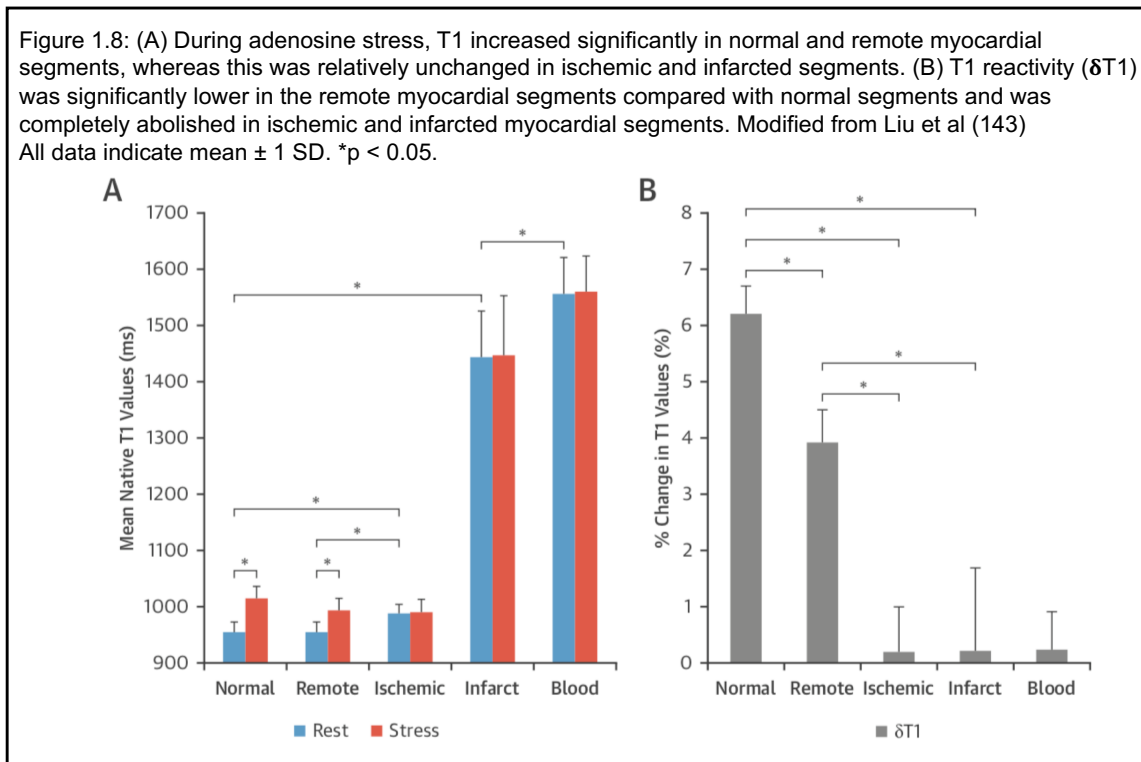 Figure 1.8: (A) During adenosine stress, T1 increased significantly in normal and remote myocardial
segments, whereas this was relatively unchanged in ischemic and infarcted segments. (B) T1 reactivity (δT1)
was significantly lower in the remote myocardial segments compared with normal segments and was
completely abolished in ischemic and infarcted myocardial segments. Modified from Liu et al (143)
All data indicate mean ± 1 SD. *p < 0.05.
A
Mean Native T1 Values (ms)
1700
1600
1500
1400
1300
1200
1100
1000
900
*
*
*
*
*
*
Normal Remote Ischemic Infarct Blood
Rest Stress
B
% Change in T1 Values (%)
8
7
6
5
4
3
2
1
0
*
*
*
*
*
Normal Remote Ischemic Infarct Blood
δT1